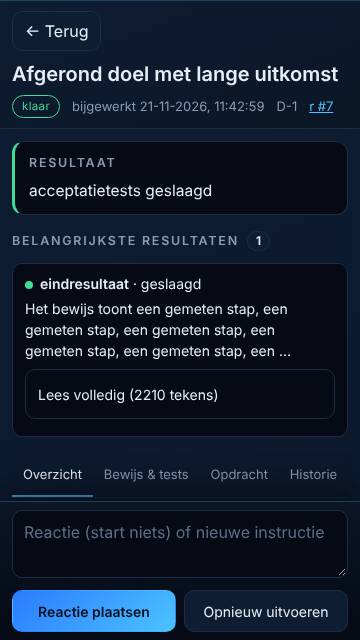 ← Terug
Afgerond doel met lange uitkomst
klaar bijgewerkt 21-11-2026, 11:42:59 D-1 r #7
RESULTAAT
acceptatietests geslaagd
BELANGRIJKSTE RESULTATEN 1
eindresultaat · geslaagd
Het bewijs toont een gemeten stap, een
gemeten stap, een gemeten stap, een
gemeten stap, een gemeten stap, een ...
Lees volledig (2210 tekens)
Overzicht Bewijs & tests Opdracht Historie
Reactie (start niets) of nieuwe instructie
Reactie plaatsen Opnieuw uitvoeren